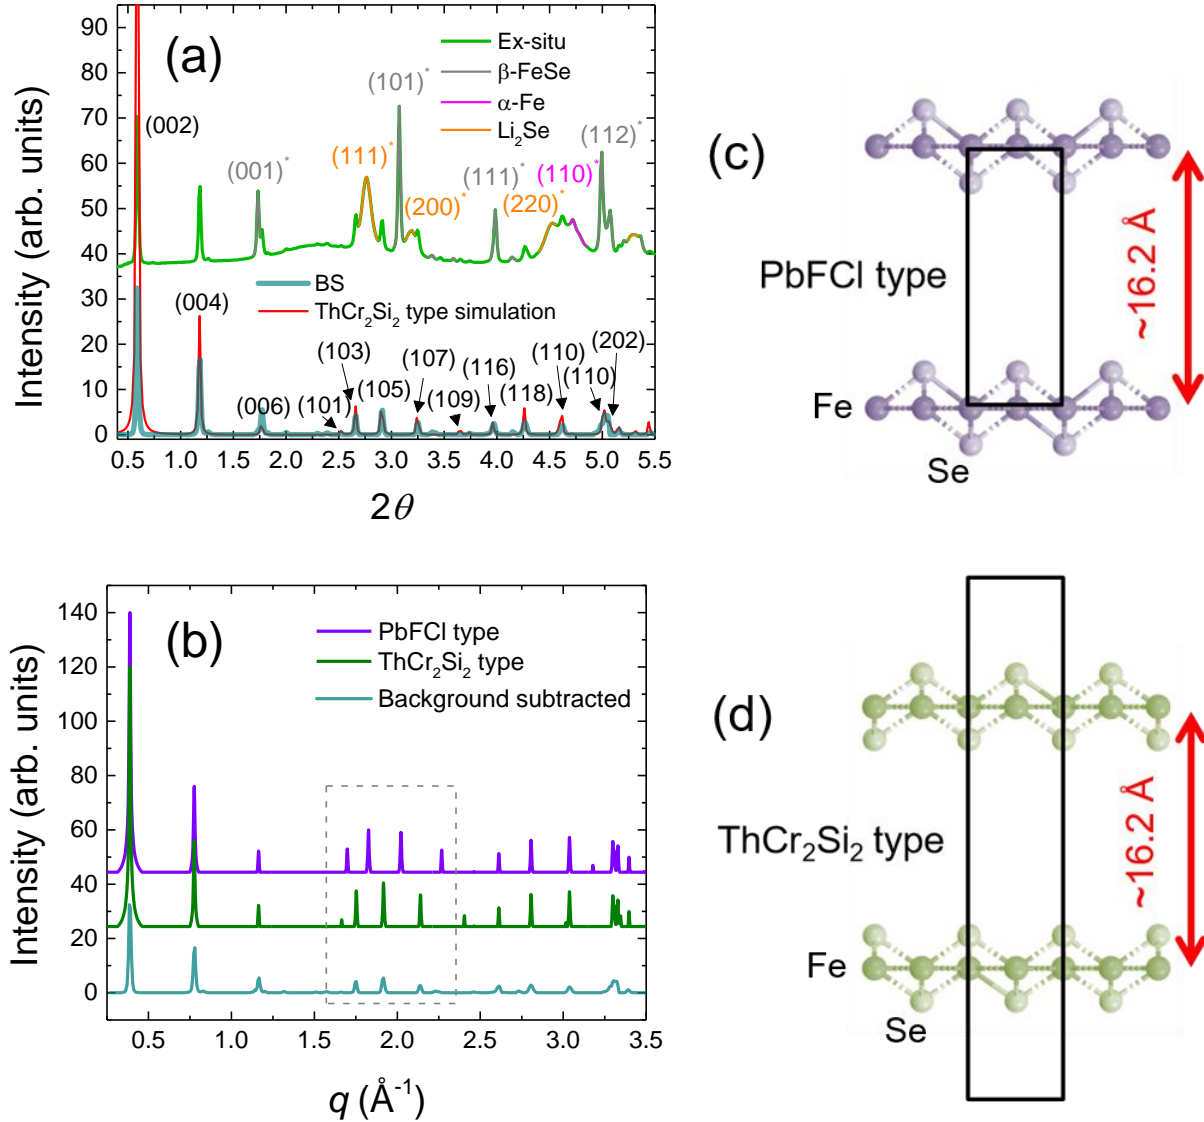 (a)
Intensity (arb. units)
90
80
70
60
50
40
30
20
10
0
Ex-situ
β-FeSe
α-Fe
Li₂Se
(002)
(001)*
(111)*
(101)*
(200)*
(111)*
(220)*
(110)*
(112)*
BS
ThCr₂Si₂ type simulation
(004)
(006)
(101)
(103)
(105)
(107)
(109)
(116)
(118)
(110)
(110)
(202)
0.5 1.0 1.5 2.0 2.5 3.0 3.5 4.0 4.5 5.0 5.5
2θ
(b)
Intensity (arb. units)
140
120
100
80
60
40
20
0
PbFCl type
ThCr₂Si₂ type
Background subtracted
0.5 1.0 1.5 2.0 2.5 3.0 3.5
q (Å⁻¹)
(c)
PbFCl type
~16.2 Å
Fe
Se
(d)
ThCr₂Si₂ type
~16.2 Å
Fe
Se